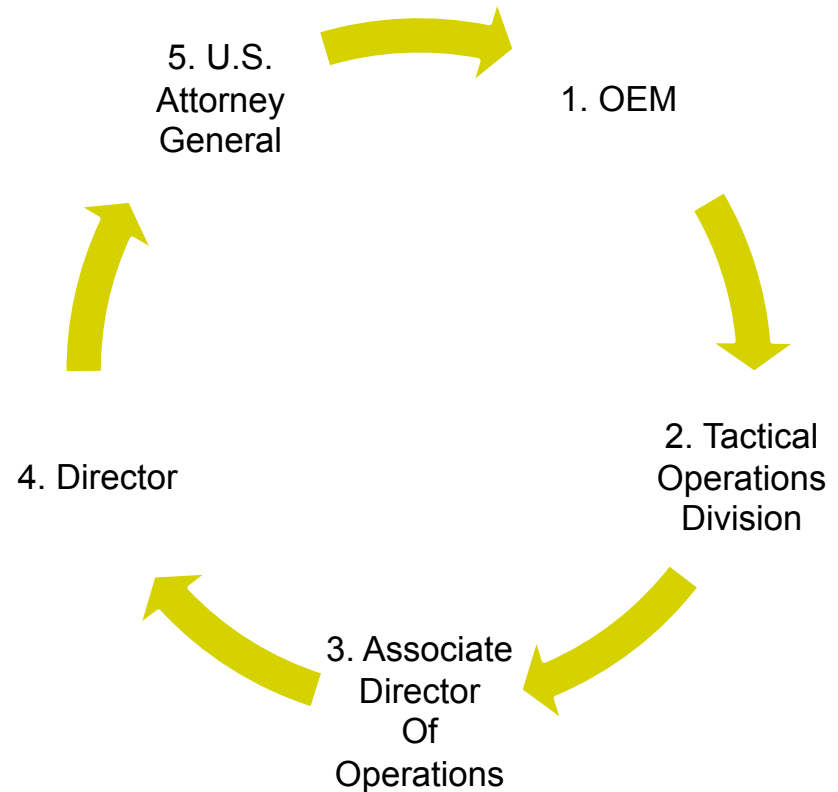 1. OEM
2. Tactical
Operations
Division
3. Associate
Director
Of
Operations
4. Director
5. U.S.
Attorney
General